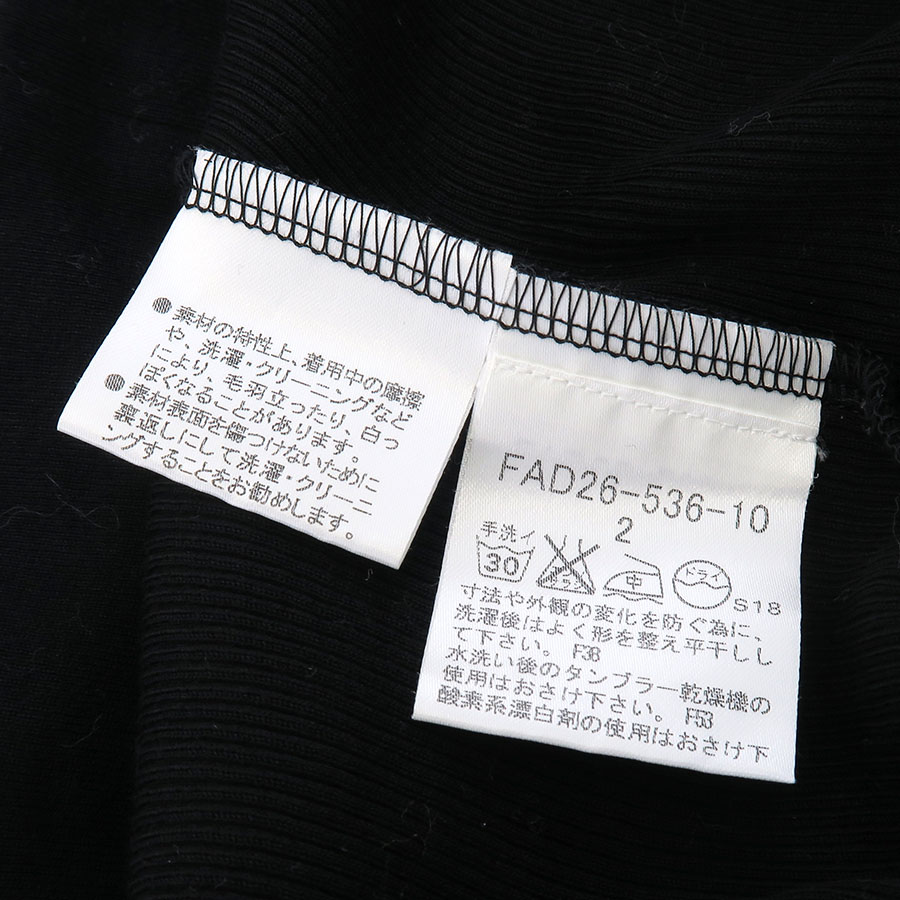 ●素材の特性上、着用中の摩擦
や、洗濯・クリーニングなど
により、毛羽立ったり、白っ
ぽくなることがあります。
●素材表面を傷つけないために
裏返しにして洗濯・クリーニ
ングすることをお勧めします。
FAD26-536-10
2
手洗イ
30
エンソ
サラシ
中
ドライ
S18
寸法や外観の変化を防ぐ為に、
洗濯後はよく形を整え平干しし
て下さい。 F38
水洗い後のタンブラー乾燥機の
使用はおさけ下さい。 F53
酸素系漂白剤の使用はおさけ下